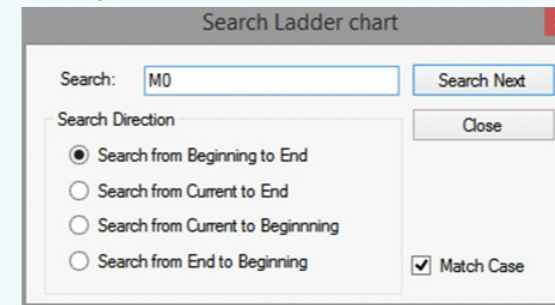 Search Ladder chart
Search: M0 Search Next
Search Direction Close
Search from Beginning to End
Search from Current to End
Search from Current to Beginnning
Search from End to Beginning Match Case